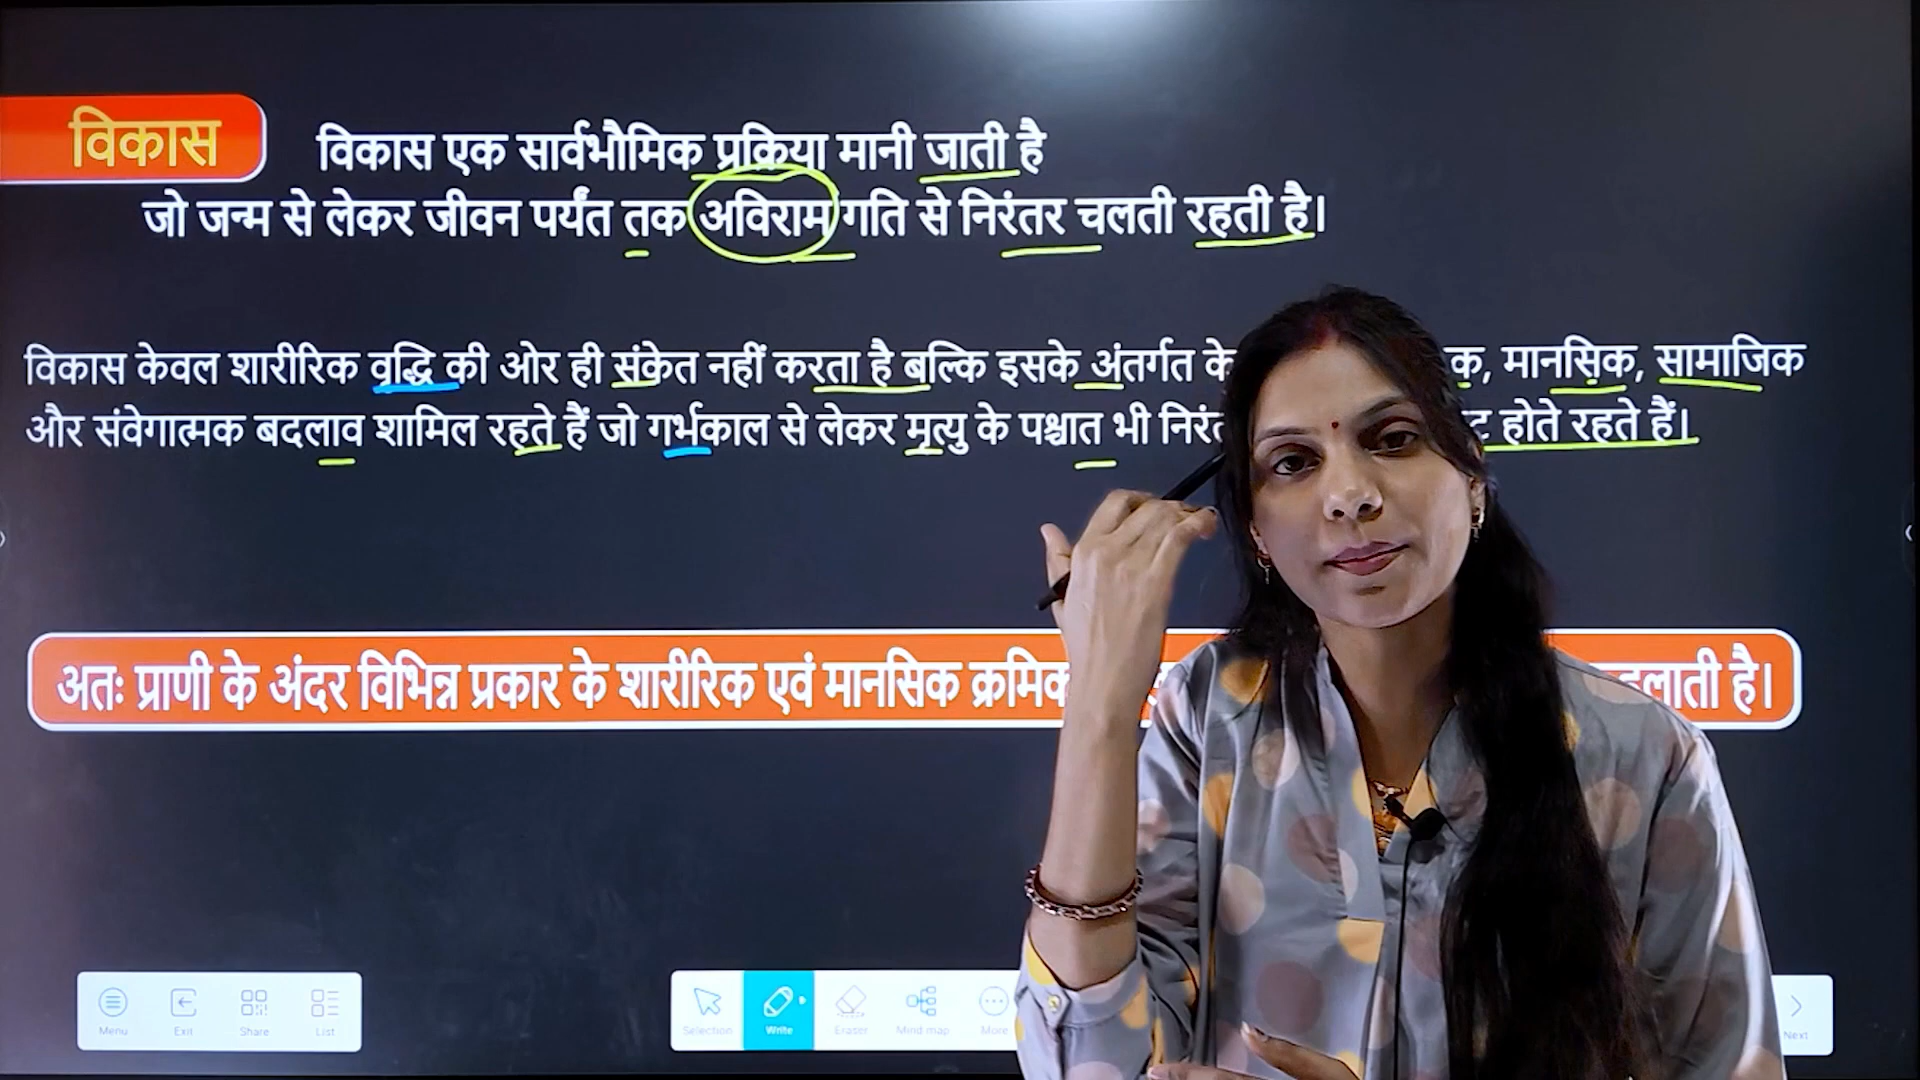 विकास
विकास एक सार्वभौमिक प्रकिया मानी जाती है
जो जन्म से लेकर जीवन पर्यंत तक अविराम गति से निरंतर चलती रहती है।
विकास केवल शारीरिक वृद्धि की ओर ही संकेत नहीं करता है बल्कि इसके अंतर्गत मानसिक, सामाजिक
और संवेगात्मक बदलाव शामिल रहते हैं जो गर्भकाल से लेकर मृत्यु के पश्चात भी होते रहते हैं।
अतः प्राणी के अंदर विभिन्न प्रकार के शारीरिक एवं मानसिक है।
Menu Exit Share List Selection Write Eraser Mind map More Next